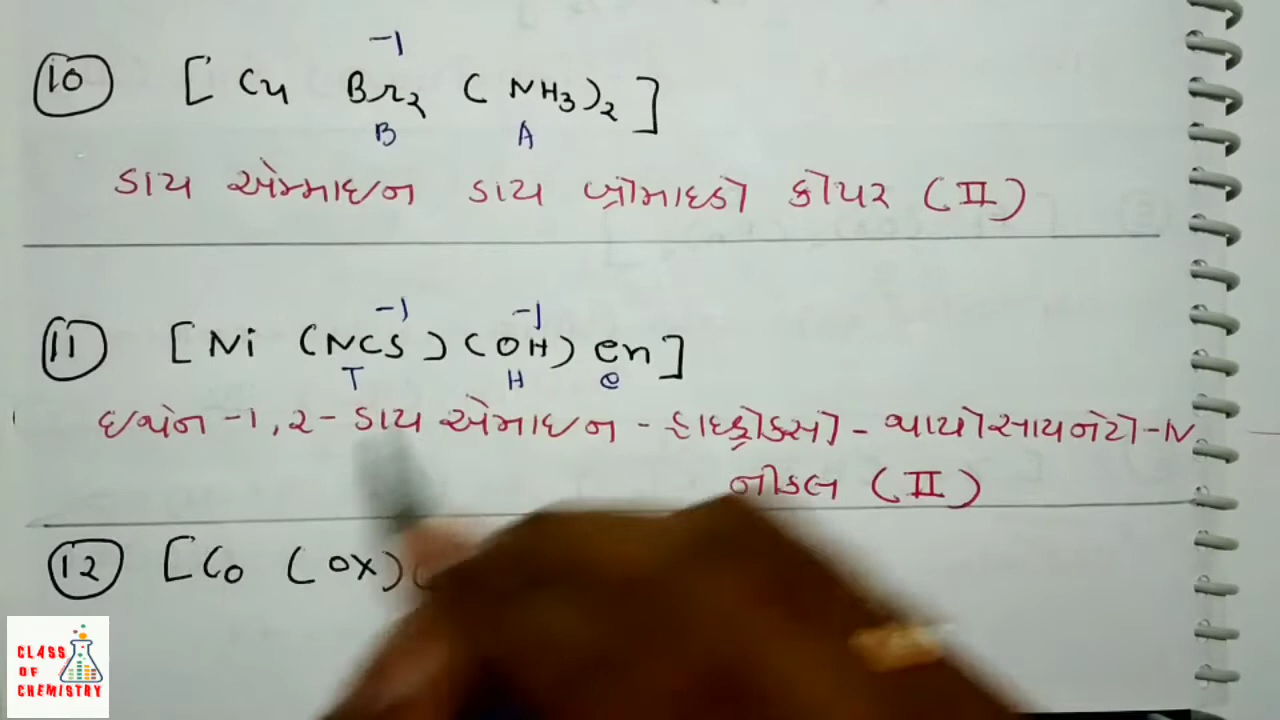 -1
10 [ Cu Br2 ( NH3)2 ]
B A
ડાય એમ્માઇન ડાય બ્રોમાઇડો કોપર (II)
-1 -1
11 [ Ni (NCS) (OH) en ]
T H e
ઇથેન -1,2- ડાય એમાઇન - હાઇડ્રોક્સો - થાયોસાયનેટો -N
નીકલ (II)
12 [Co (ox)
CLASS
OF
CHEMISTRY